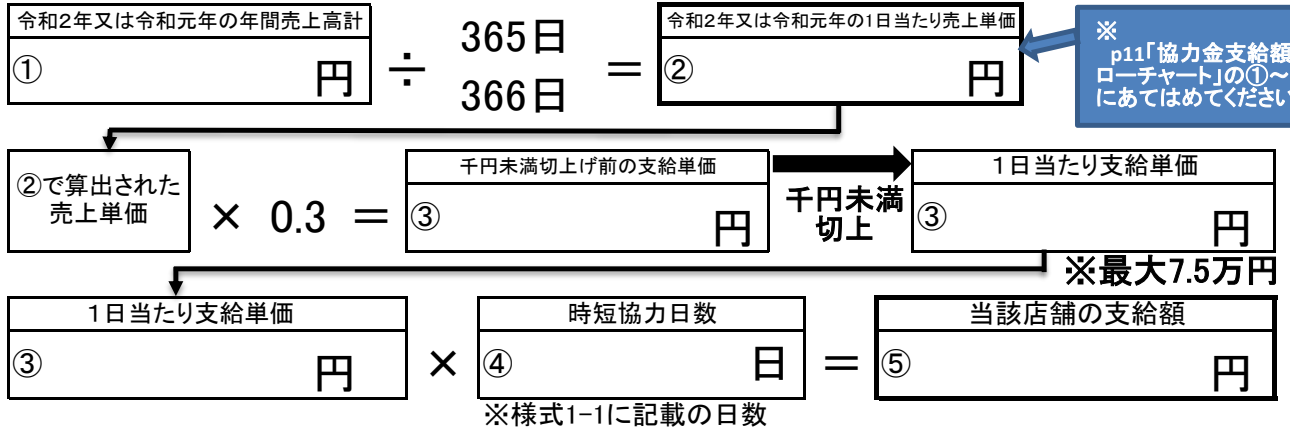 令和2年又は令和元年の年間売上高計
① 円
÷
365日
366日
＝
令和2年又は令和元年の1日当たり売上単価
② 円
※
p11「協力金支給額
ローチャート」の①～
にあてはめてください
②で算出された
売上単価
× 0.3 ＝
千円未満切上げ前の支給単価
③ 円
千円未満
切上
1日当たり支給単価
③ 円
※最大7.5万円
1日当たり支給単価
③ 円
×
時短協力日数
④ 日
※様式1-1に記載の日数
＝
当該店舗の支給額
⑤ 円